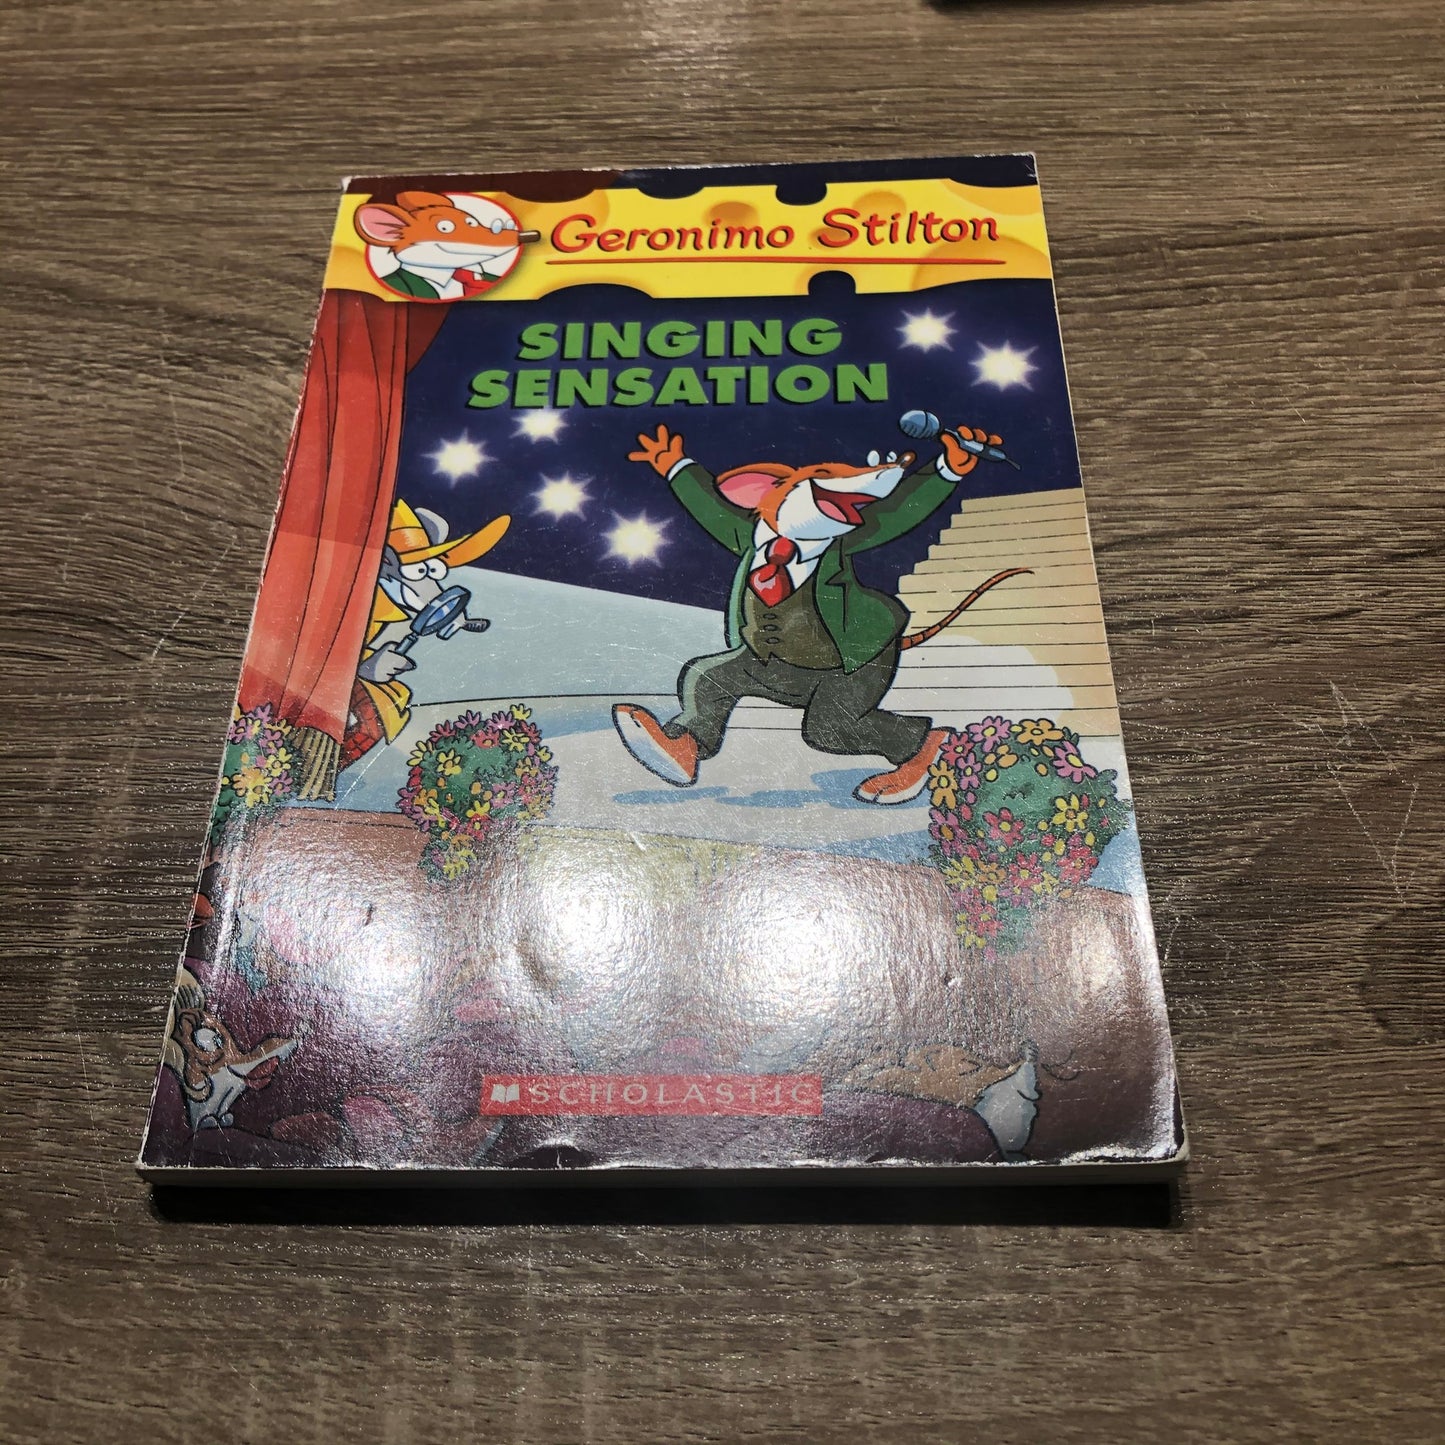 Geronimo Stilton
SINGING
SENSATION
SCHOLASTIC